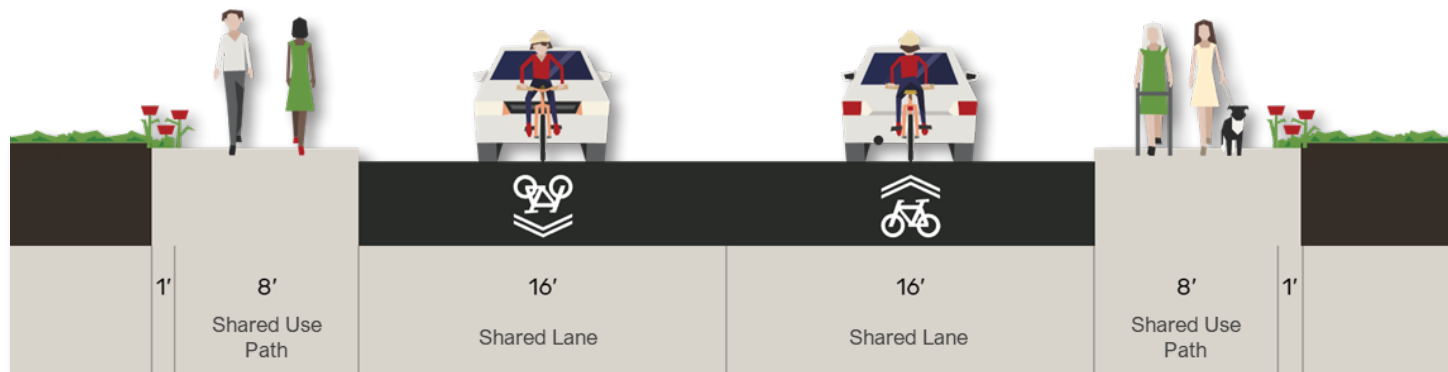 1’ 8’ 16’ 16’ 8’ 1’
Shared Use Path Shared Lane Shared Lane Shared Use Path